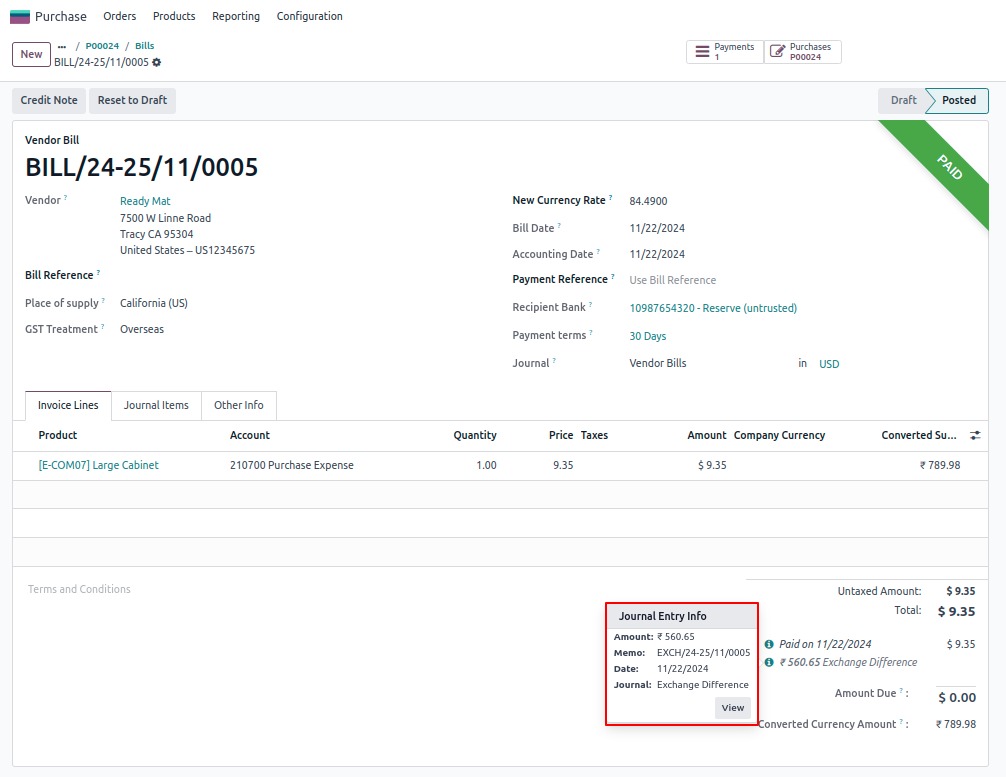 Purchase Orders Products Reporting Configuration
New ... / P00024 / Bills
BILL/24-25/11/0005
Payments
1
Purchases
P00024
Credit Note Reset to Draft
Draft Posted
PAID
Vendor Bill
BILL/24-25/11/0005
Vendor ? Ready Mat
7500 W Linne Road
Tracy CA 95304
United States – US12345675
Bill Reference ?
Place of supply ? California (US)
GST Treatment ? Overseas
New Currency Rate ? 84.4900
Bill Date ? 11/22/2024
Accounting Date ? 11/22/2024
Payment Reference ? Use Bill Reference
Recipient Bank ? 10987654320 - Reserve (untrusted)
Payment terms ? 30 Days
Journal ? Vendor Bills in USD
Invoice Lines Journal Items Other Info
Product Account Quantity Price Taxes Amount Company Currency Converted Su...
[E-COM07] Large Cabinet 210700 Purchase Expense 1.00 9.35 $ 9.35 ₹ 789.98
Terms and Conditions
Untaxed Amount: $ 9.35
Total: $ 9.35
Journal Entry Info
Amount: ₹ 560.65
Memo: EXCH/24-25/11/0005
Date: 11/22/2024
Journal: Exchange Difference
View
Paid on 11/22/2024 $ 9.35
₹ 560.65 Exchange Difference
Amount Due ? : $ 0.00
Converted Currency Amount ? : ₹ 789.98